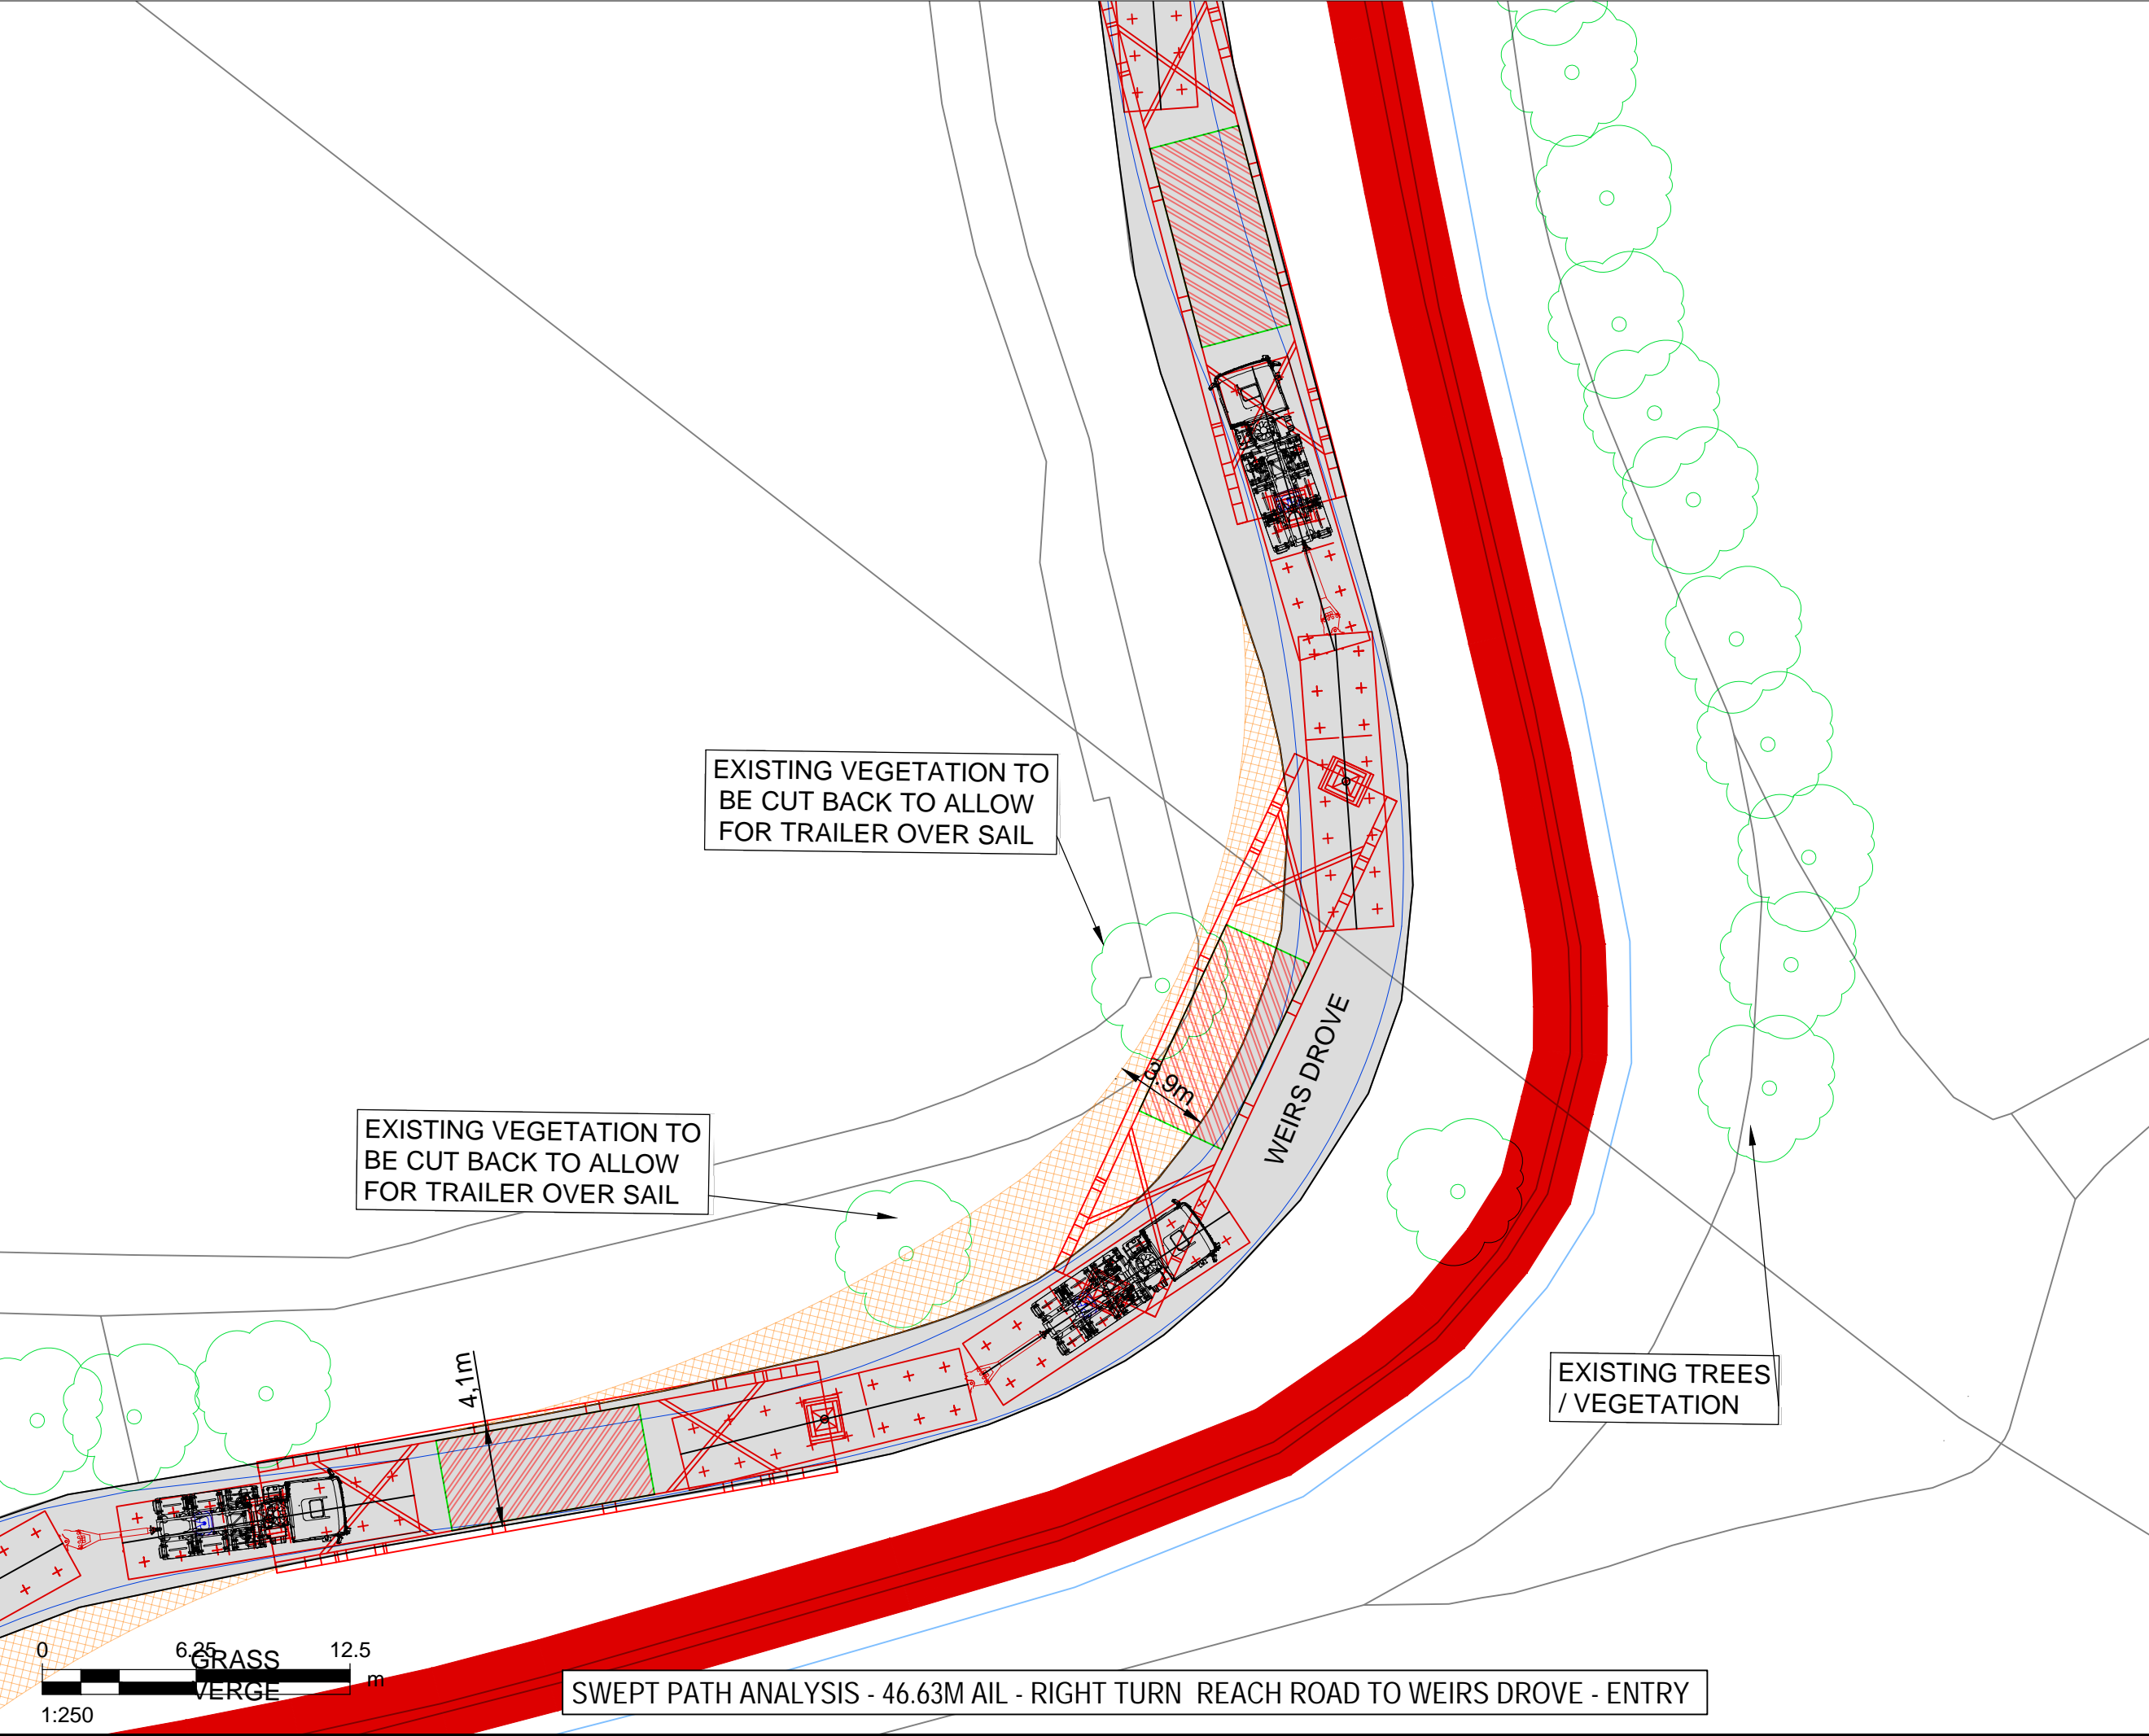 EXISTING VEGETATION TO
BE CUT BACK TO ALLOW
FOR TRAILER OVER SAIL
WEIRS DROVE
3.9m
EXISTING VEGETATION TO
BE CUT BACK TO ALLOW
FOR TRAILER OVER SAIL
4,1m
EXISTING TREES
/ VEGETATION
0 6.25 12.5
GRASS
VERGE
m
1:250
SWEPT PATH ANALYSIS - 46.63M AIL - RIGHT TURN REACH ROAD TO WEIRS DROVE - ENTRY